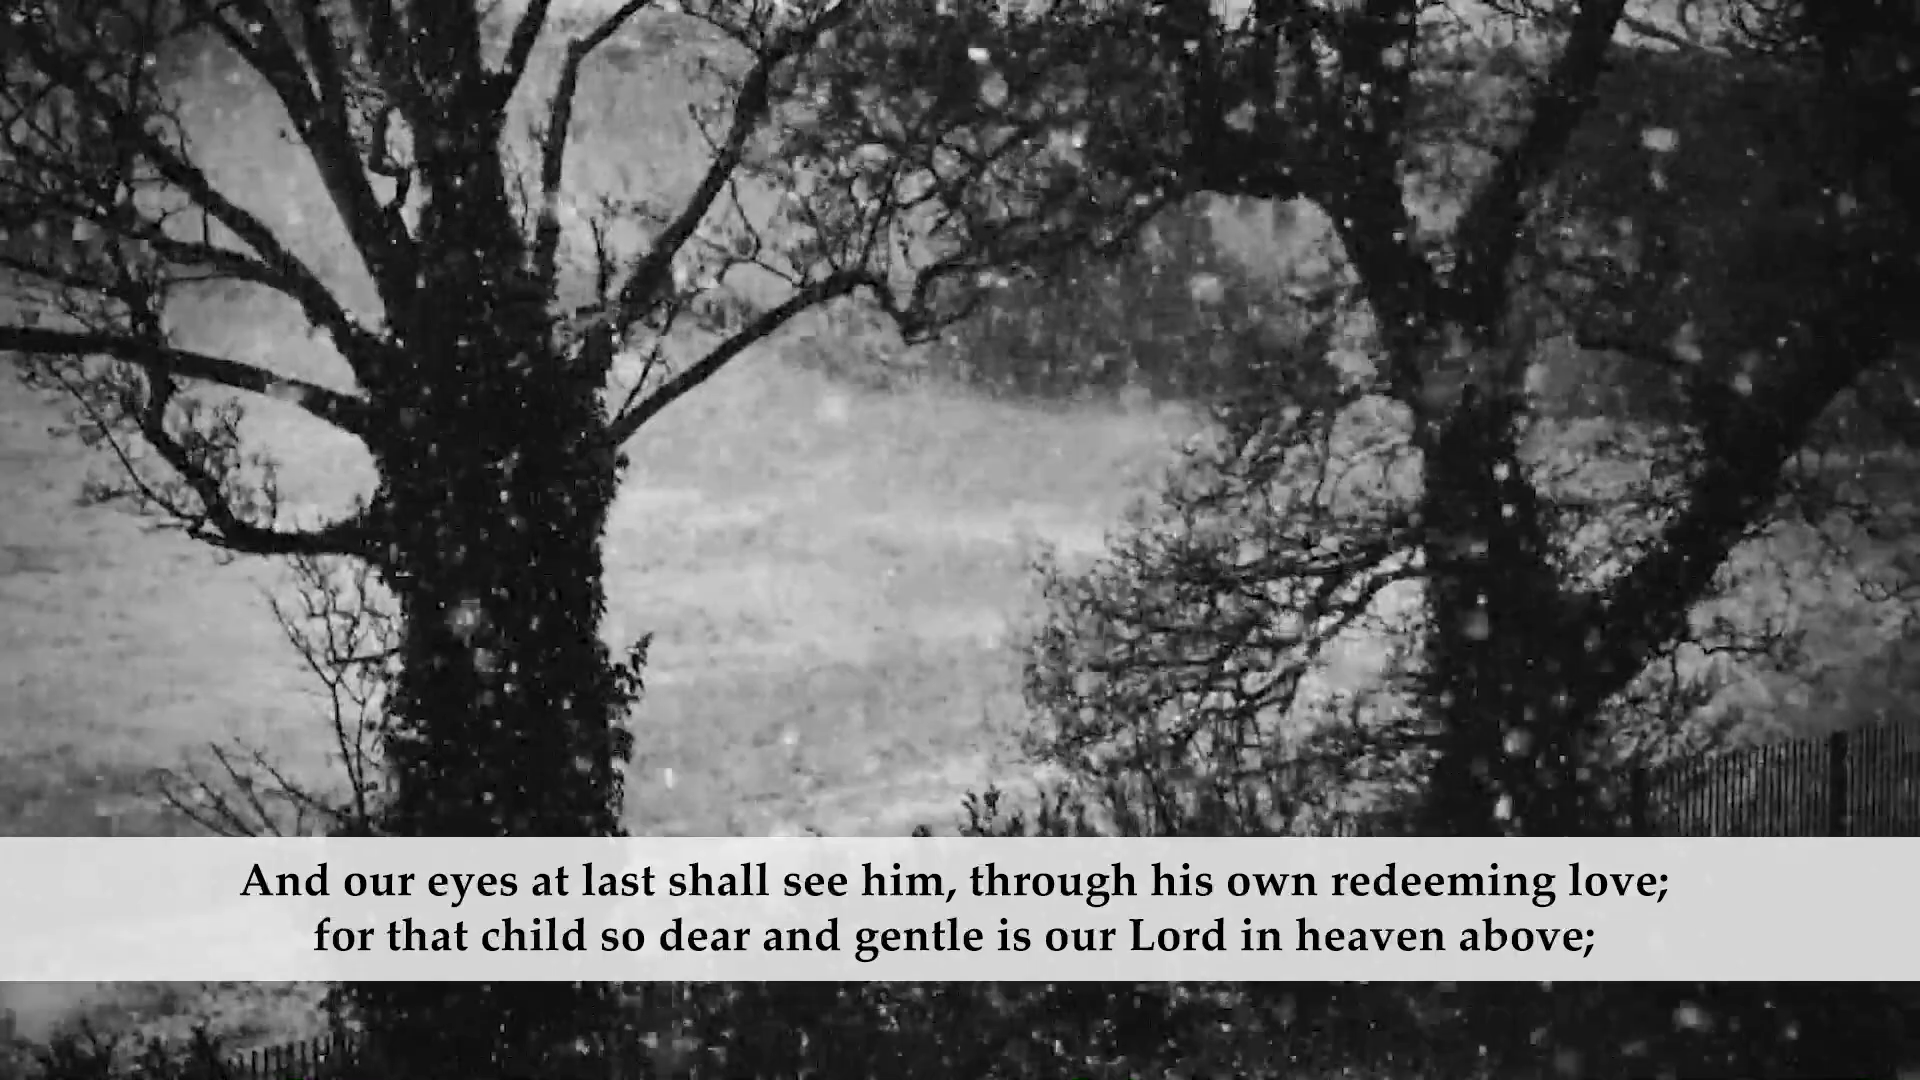 And our eyes at last shall see him, through his own redeeming love;
for that child so dear and gentle is our Lord in heaven above;